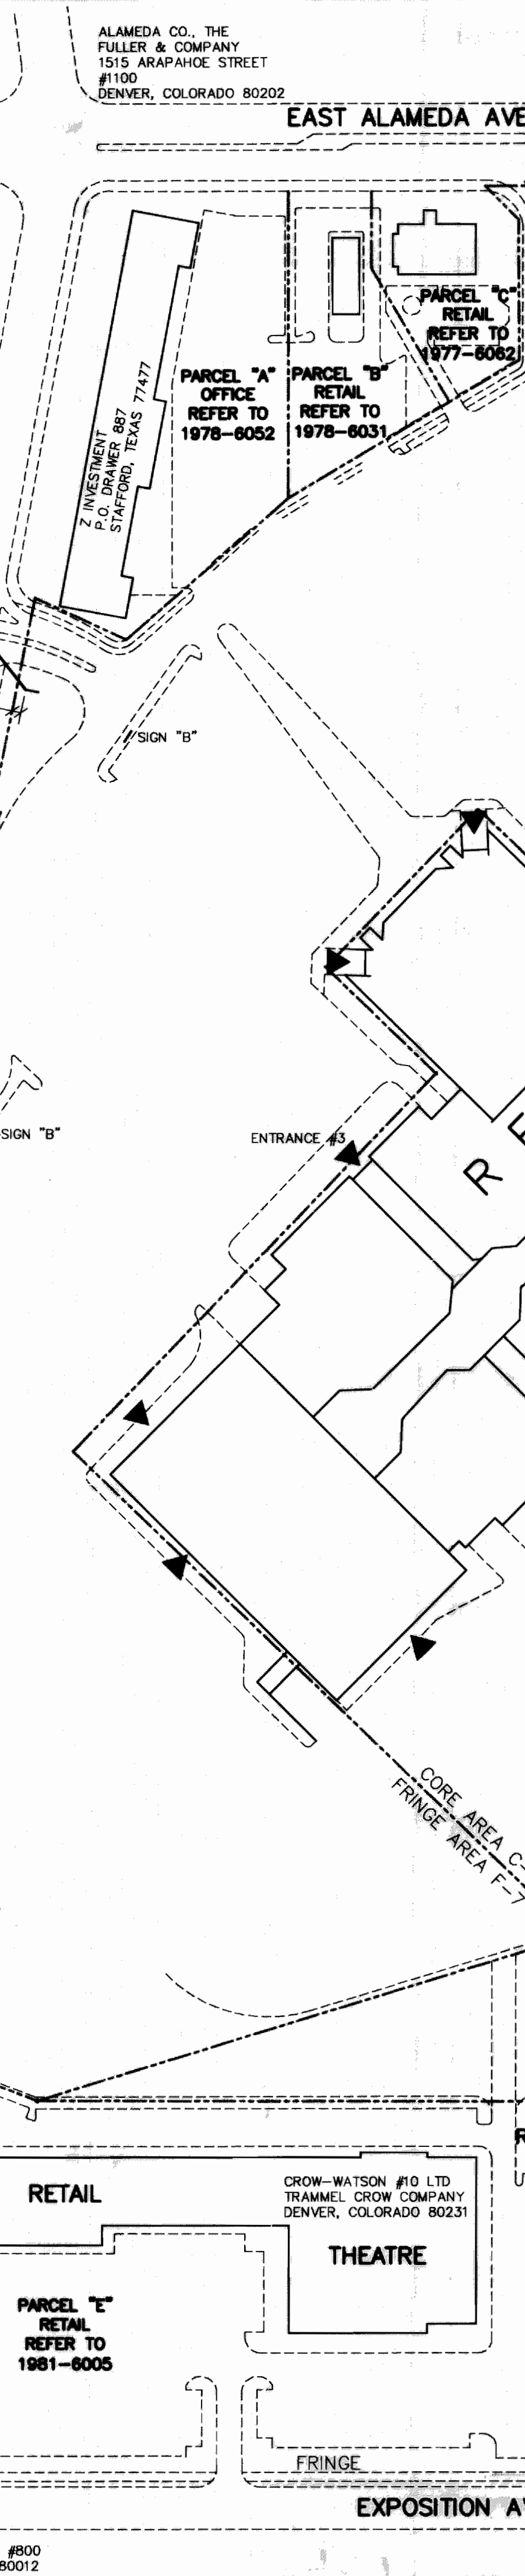 ALAMEDA CO., THE
FULLER & COMPANY
1515 ARAPAHOE STREET
#1100
DENVER, COLORADO 80202
EAST ALAMEDA AVE
PARCEL "C"
RETAIL
REFER TO
1977-6062
PARCEL "A"
OFFICE
REFER TO
1978-6052
PARCEL "B"
RETAIL
REFER TO
1978-6031
Z INVESTMENT
P.O. DRAWER 887
STAFFORD, TEXAS 77477
SIGN "B"
SIGN "B"
ENTRANCE #3
R
CORE AREA C-
FRINGE AREA F-7
R
RETAIL
CROW-WATSON #10 LTD
TRAMMEL CROW COMPANY
DENVER, COLORADO 80231
THEATRE
PARCEL "E"
RETAIL
REFER TO
1981-6005
FRINGE
EXPOSITION A
#800
80012